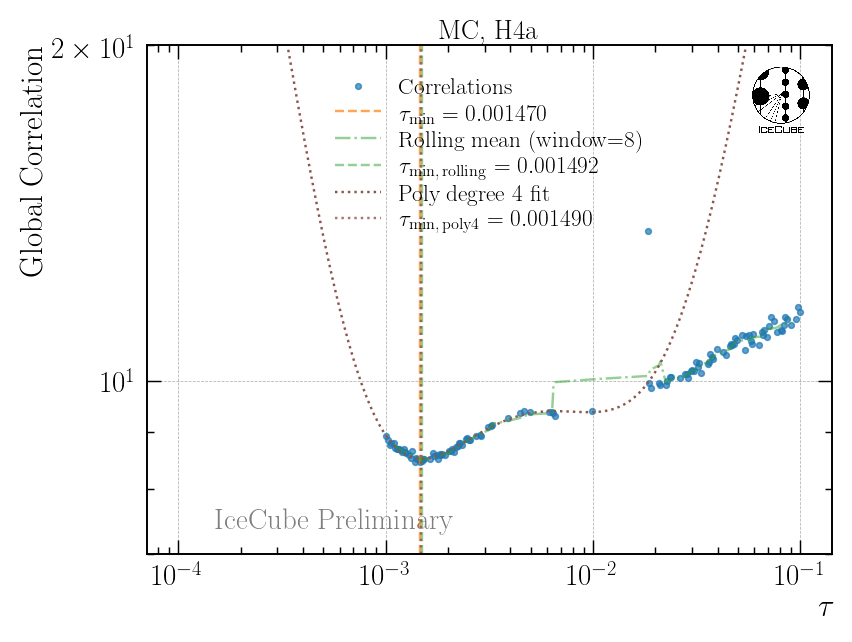 MC, H4a
Global Correlation
2 × 10¹
10¹
Correlations
τ_min = 0.001470
Rolling mean (window=8)
τ_min, rolling = 0.001492
Poly degree 4 fit
τ_min, poly4 = 0.001490
ICECUBE
IceCube Preliminary
10⁻⁴
10⁻³
10⁻²
10⁻¹
τ